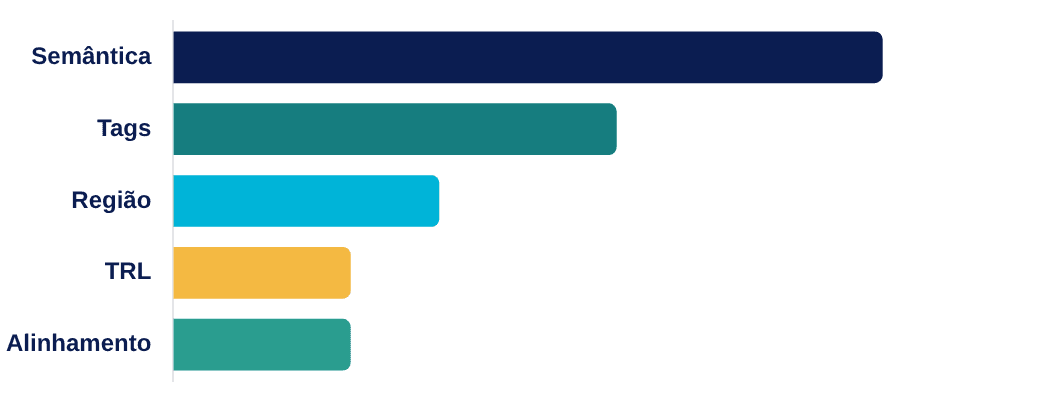 Semântica
Tags
Região
TRL
Alinhamento